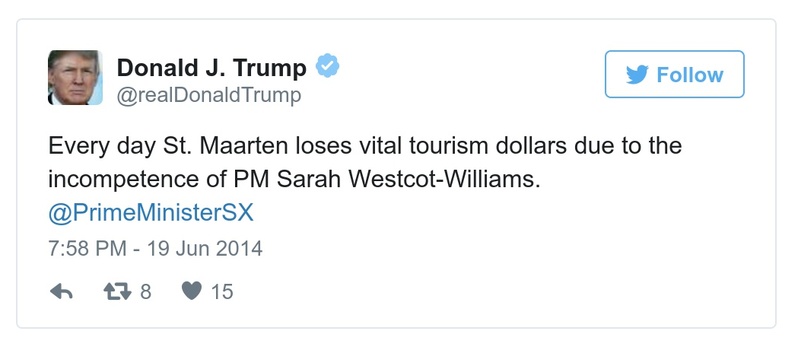 Donald J. Trump
@realDonaldTrump
Follow
Every day St. Maarten loses vital tourism dollars due to the
incompetence of PM Sarah Westcot-Williams.
@PrimeMinisterSX
7:58 PM - 19 Jun 2014
8 15